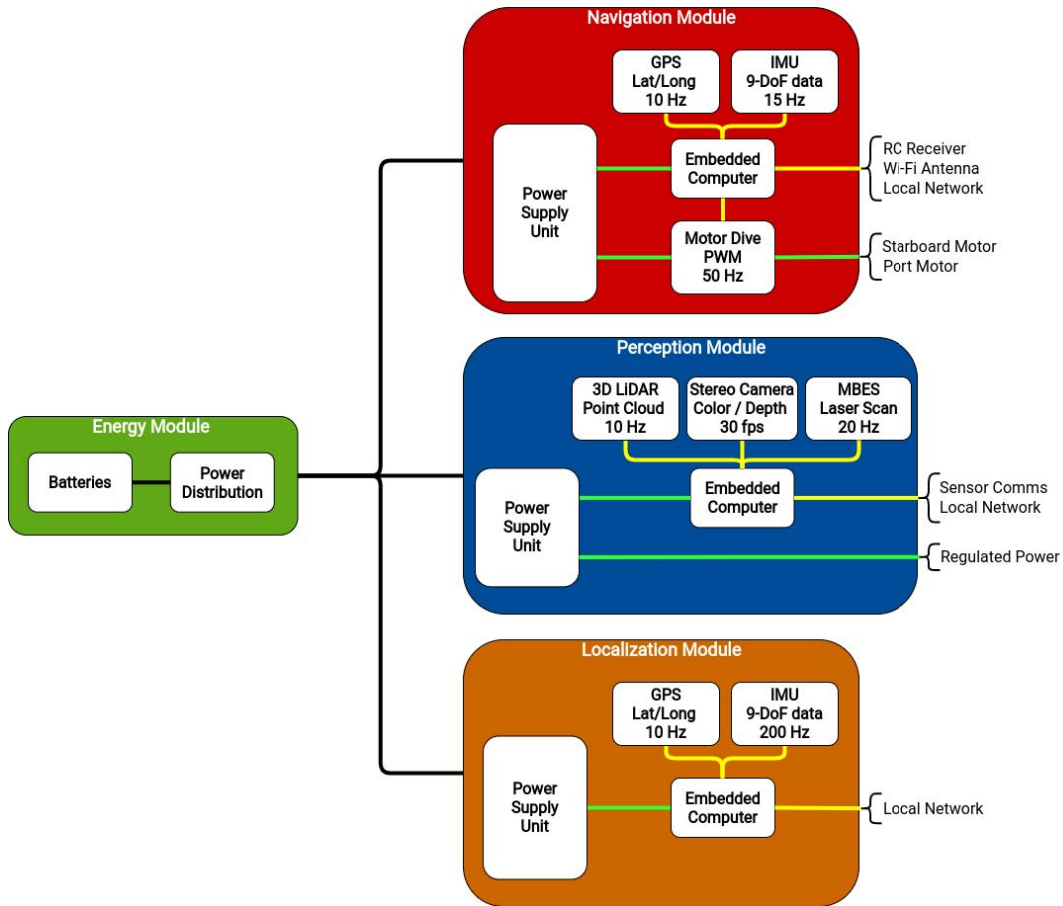 Navigation Module
GPS
Lat/Long
10 Hz
IMU
9-DoF data
15 Hz
Power
Supply
Unit
Embedded
Computer
RC Receiver
Wi-Fi Antenna
Local Network
Motor Dive
PWM
50 Hz
Starboard Motor
Port Motor
Perception Module
3D LiDAR
Point Cloud
10 Hz
Stereo Camera
Color / Depth
30 fps
MBES
Laser Scan
20 Hz
Energy Module
Batteries
Power
Distribution
Power
Supply
Unit
Embedded
Computer
Sensor Comms
Local Network
Regulated Power
Localization Module
GPS
Lat/Long
10 Hz
IMU
9-DoF data
200 Hz
Power
Supply
Unit
Embedded
Computer
Local Network